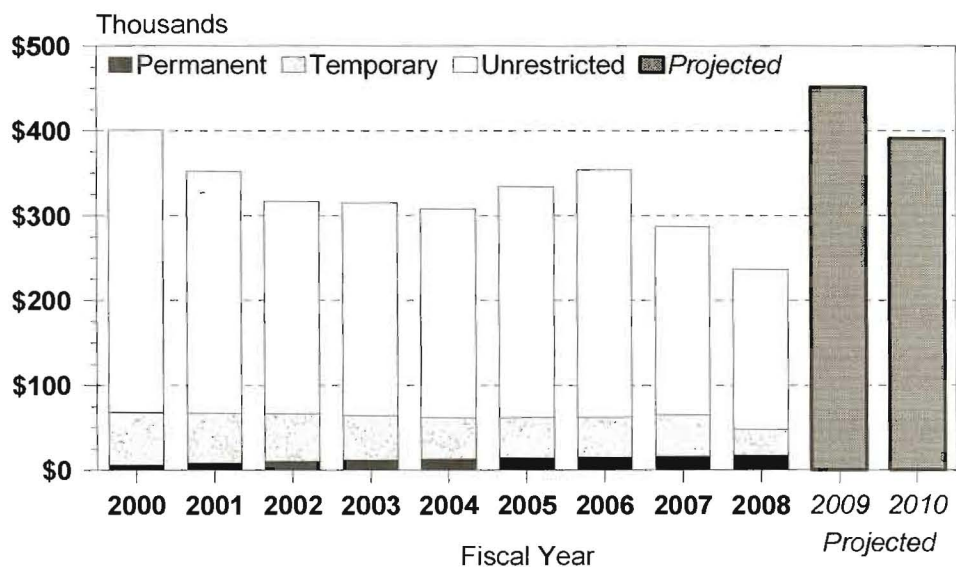 Thousands
$500
Permanent Temporary Unrestricted Projected
$400
$300
$200
$100
$0
2000 2001 2002 2003 2004 2005 2006 2007 2008 2009 2010
Projected
Fiscal Year